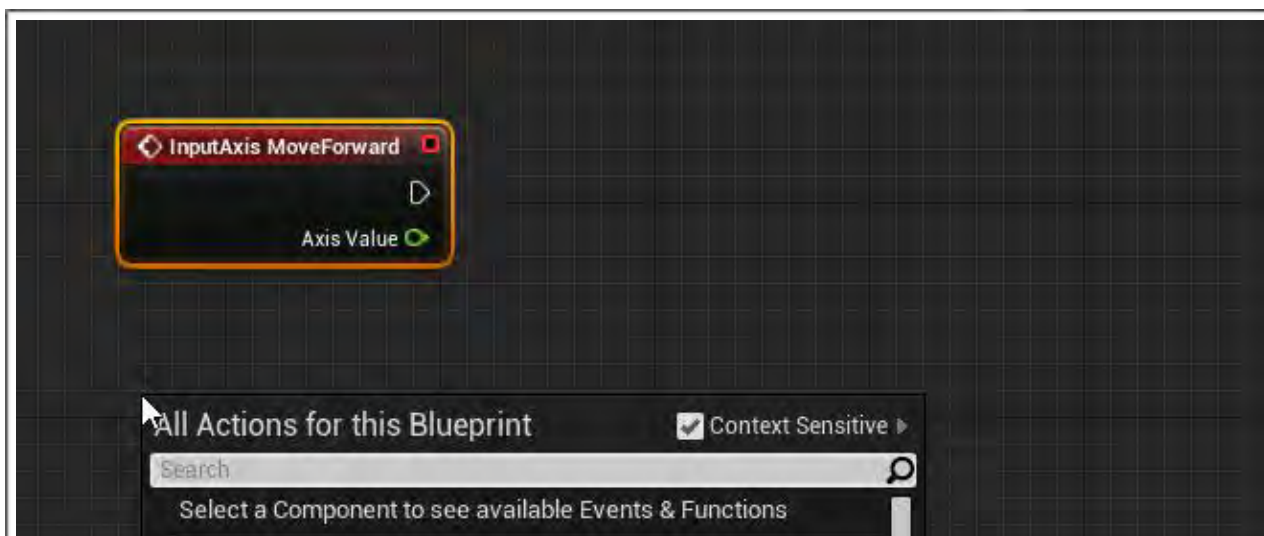 InputAxis MoveForward
Axis Value
All Actions for this Blueprint
Context Sensitive
Search
Select a Component to see available Events & Functions